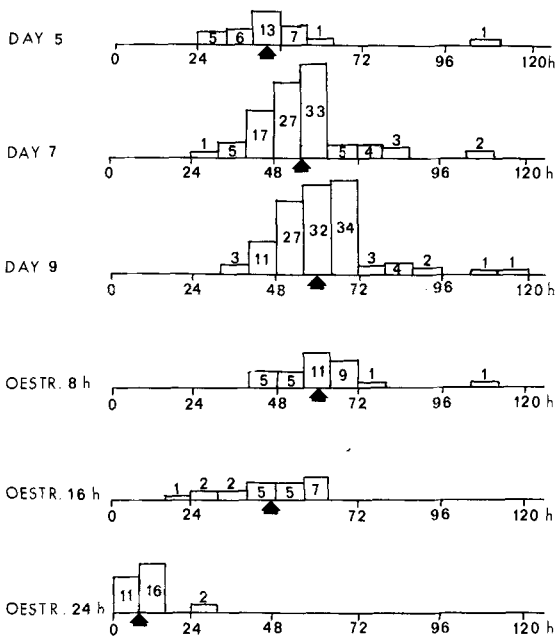 DAY 5
5 6 13 7 1 1
0 24 72 96 120h
DAY 7
1 5 17 27 33 5 4 3 2
0 24 48 72 96 120 h
DAY 9
3 11 27 32 34 3 4 2 1 1
0 24 48 72 96 120 h
OESTR. 8 h
5 5 11 9 1 1
0 24 48 72 96 120 h
OESTR. 16 h
1 2 2 5 5 7
0 24 48 72 96 120 h
OESTR. 24 h
11 16 2
0 24 48 72 96 120 h